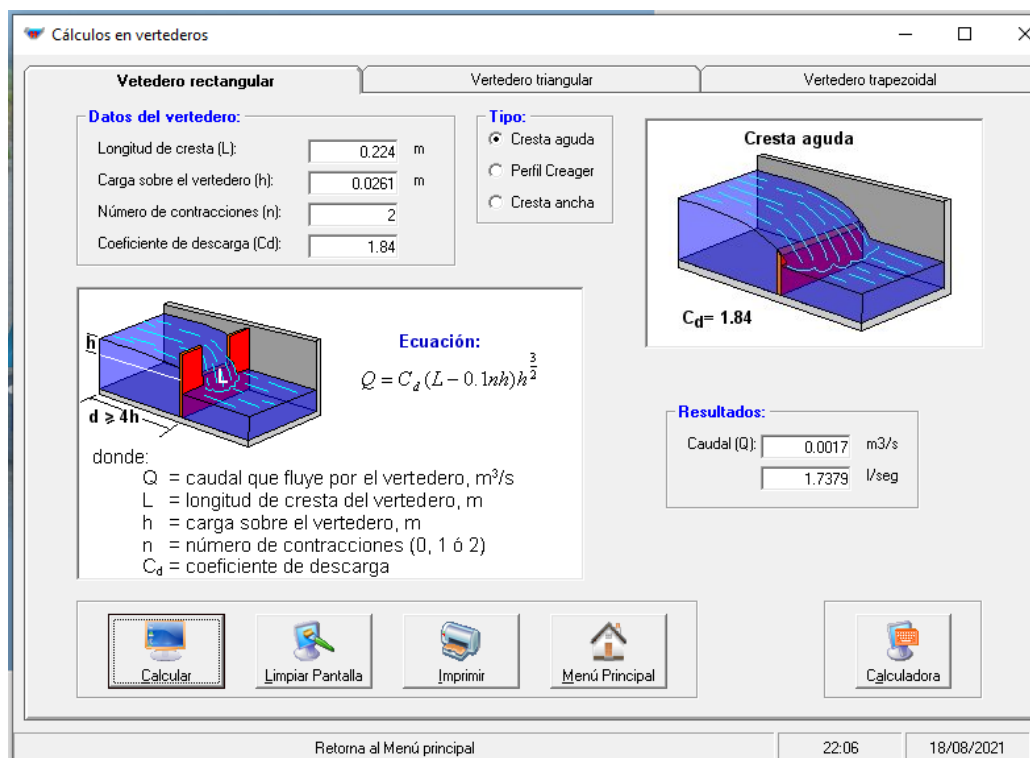 Cálculos en vertederos
Vetedero rectangular
Vertedero triangular
Vertedero trapezoidal
Datos del vertedero:
Longitud de cresta (L): 0.224 m
Carga sobre el vertedero (h): 0.0261 m
Número de contracciones (n): 2
Coeficiente de descarga (Cd): 1.84
Tipo:
Cresta aguda
Perfil Creager
Cresta ancha
Cresta aguda
Cd= 1.84
h
L
d ≥ 4h
Ecuación:
Q = Cd (L − 0.1nh)h^3/2
donde:
Q = caudal que fluye por el vertedero, m³/s
L = longitud de cresta del vertedero, m
h = carga sobre el vertedero, m
n = número de contracciones (0, 1 ó 2)
Cd = coeficiente de descarga
Resultados:
Caudal (Q): 0.0017 m3/s
1.7379 l/seg
Calcular
Limpiar Pantalla
Imprimir
Menú Principal
Calculadora
Retorna al Menú principal
22:06
18/08/2021